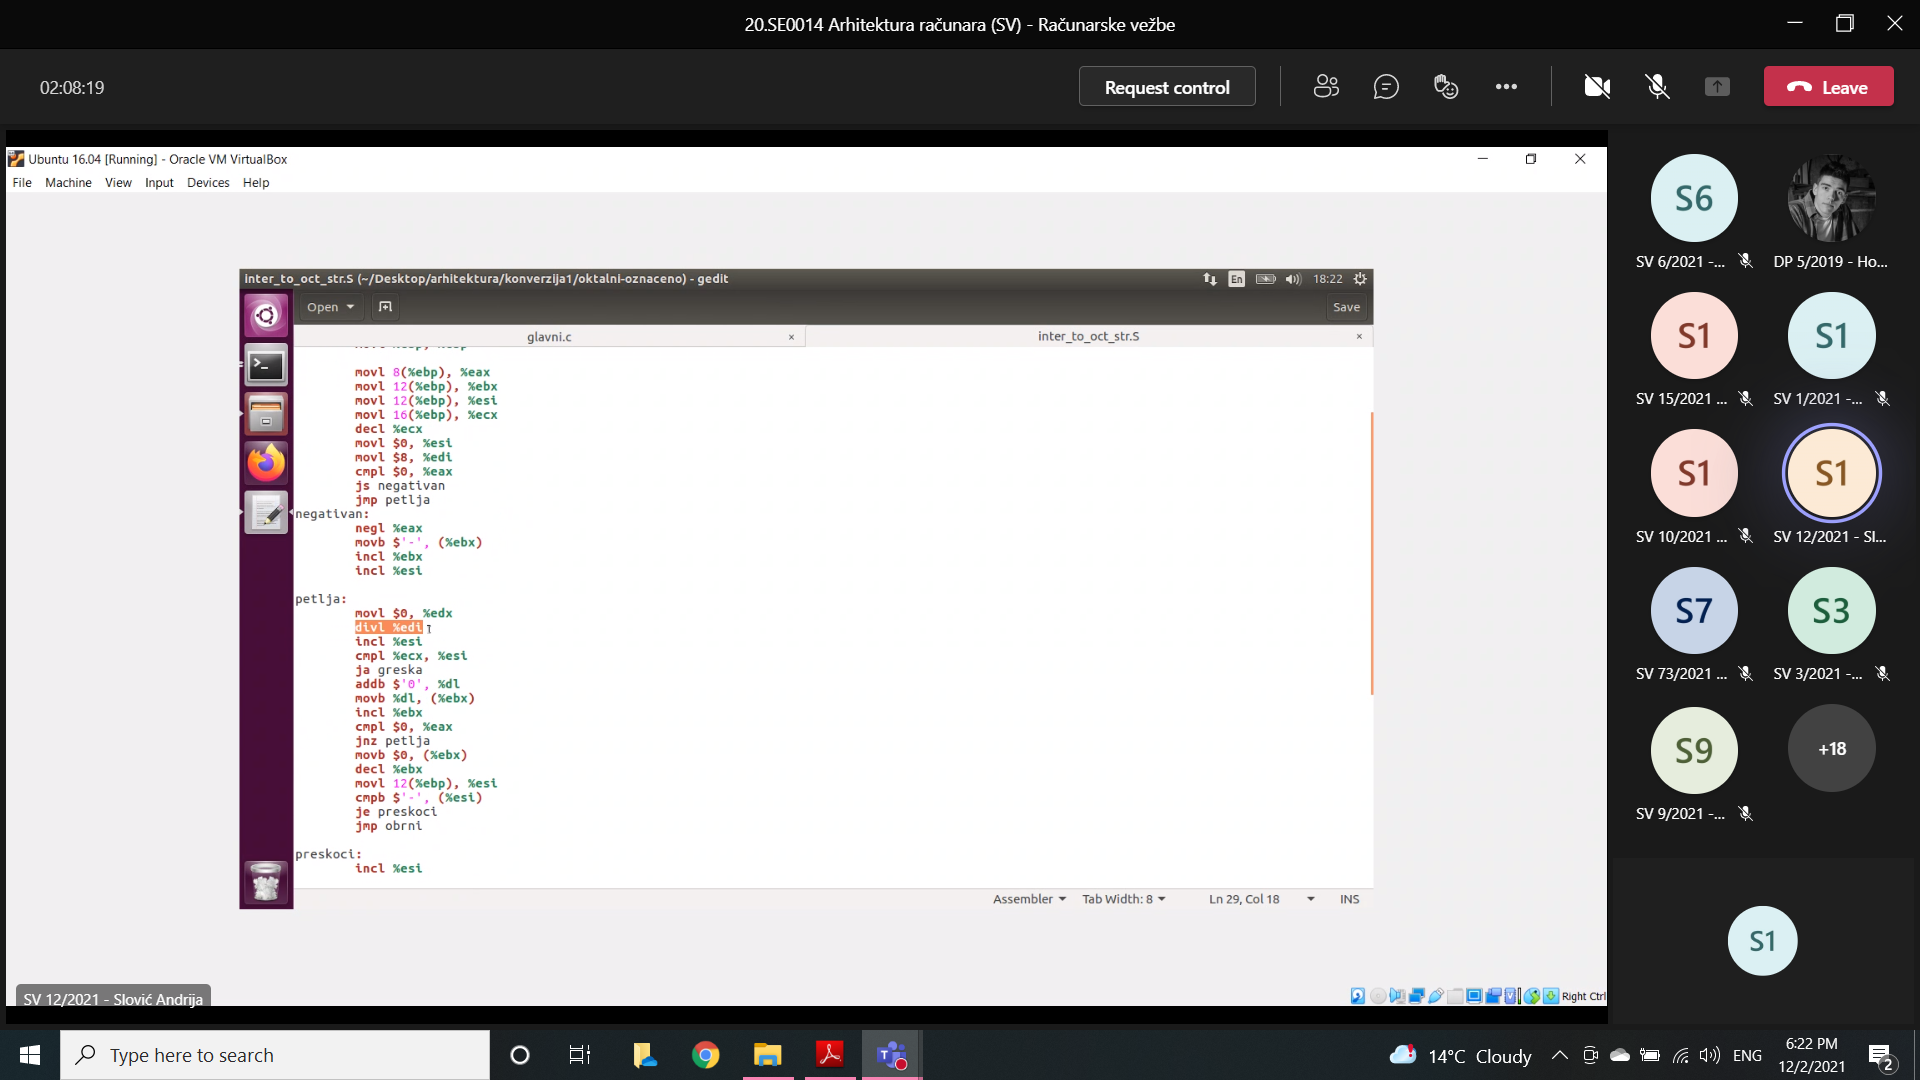 20.SE0014 Arhitektura računara (SV) - Računarske vežbe
02:08:19
Request control
Leave
Ubuntu 16.04 [Running] - Oracle VM VirtualBox
File Machine View Input Devices Help
inter_to_oct_str.S (~/Desktop/arhitektura/konverzija1/oktalni-oznaceno) - gedit
En
18:22
Open
Save
glavni.c
inter_to_oct_str.S
movl 8(%ebp), %eax
movl 12(%ebp), %ebx
movl 12(%ebp), %esi
movl 16(%ebp), %ecx
decl %ecx
movl $0, %esi
movl $8, %edi
cmpl $0, %eax
js negativan
jmp petlja
negativan:
negl %eax
movb $'-', (%ebx)
incl %ebx
incl %esi
petlja:
movl $0, %edx
divl %edi
incl %esi
cmpl %ecx, %esi
ja greska
addb $'0', %dl
movb %dl, (%ebx)
incl %ebx
cmpl $0, %eax
jnz petlja
movb $0, (%ebx)
decl %ebx
movl 12(%ebp), %esi
cmpb $'-', (%esi)
je preskoci
jmp obrni
preskoci:
incl %esi
Assembler Tab Width: 8 Ln 29, Col 18 INS
SV 12/2021 - Slović Andrija
Right Ctrl
S6
SV 6/2021 -...
DP 5/2019 - Ho...
S1
SV 15/2021 ...
S1
SV 1/2021 -...
S1
SV 10/2021 ...
S1
SV 12/2021 - Sl...
S7
SV 73/2021 ...
S3
SV 3/2021 -...
S9
SV 9/2021 -...
+18
S1
Type here to search
14°C Cloudy
ENG
6:22 PM
12/2/2021
2